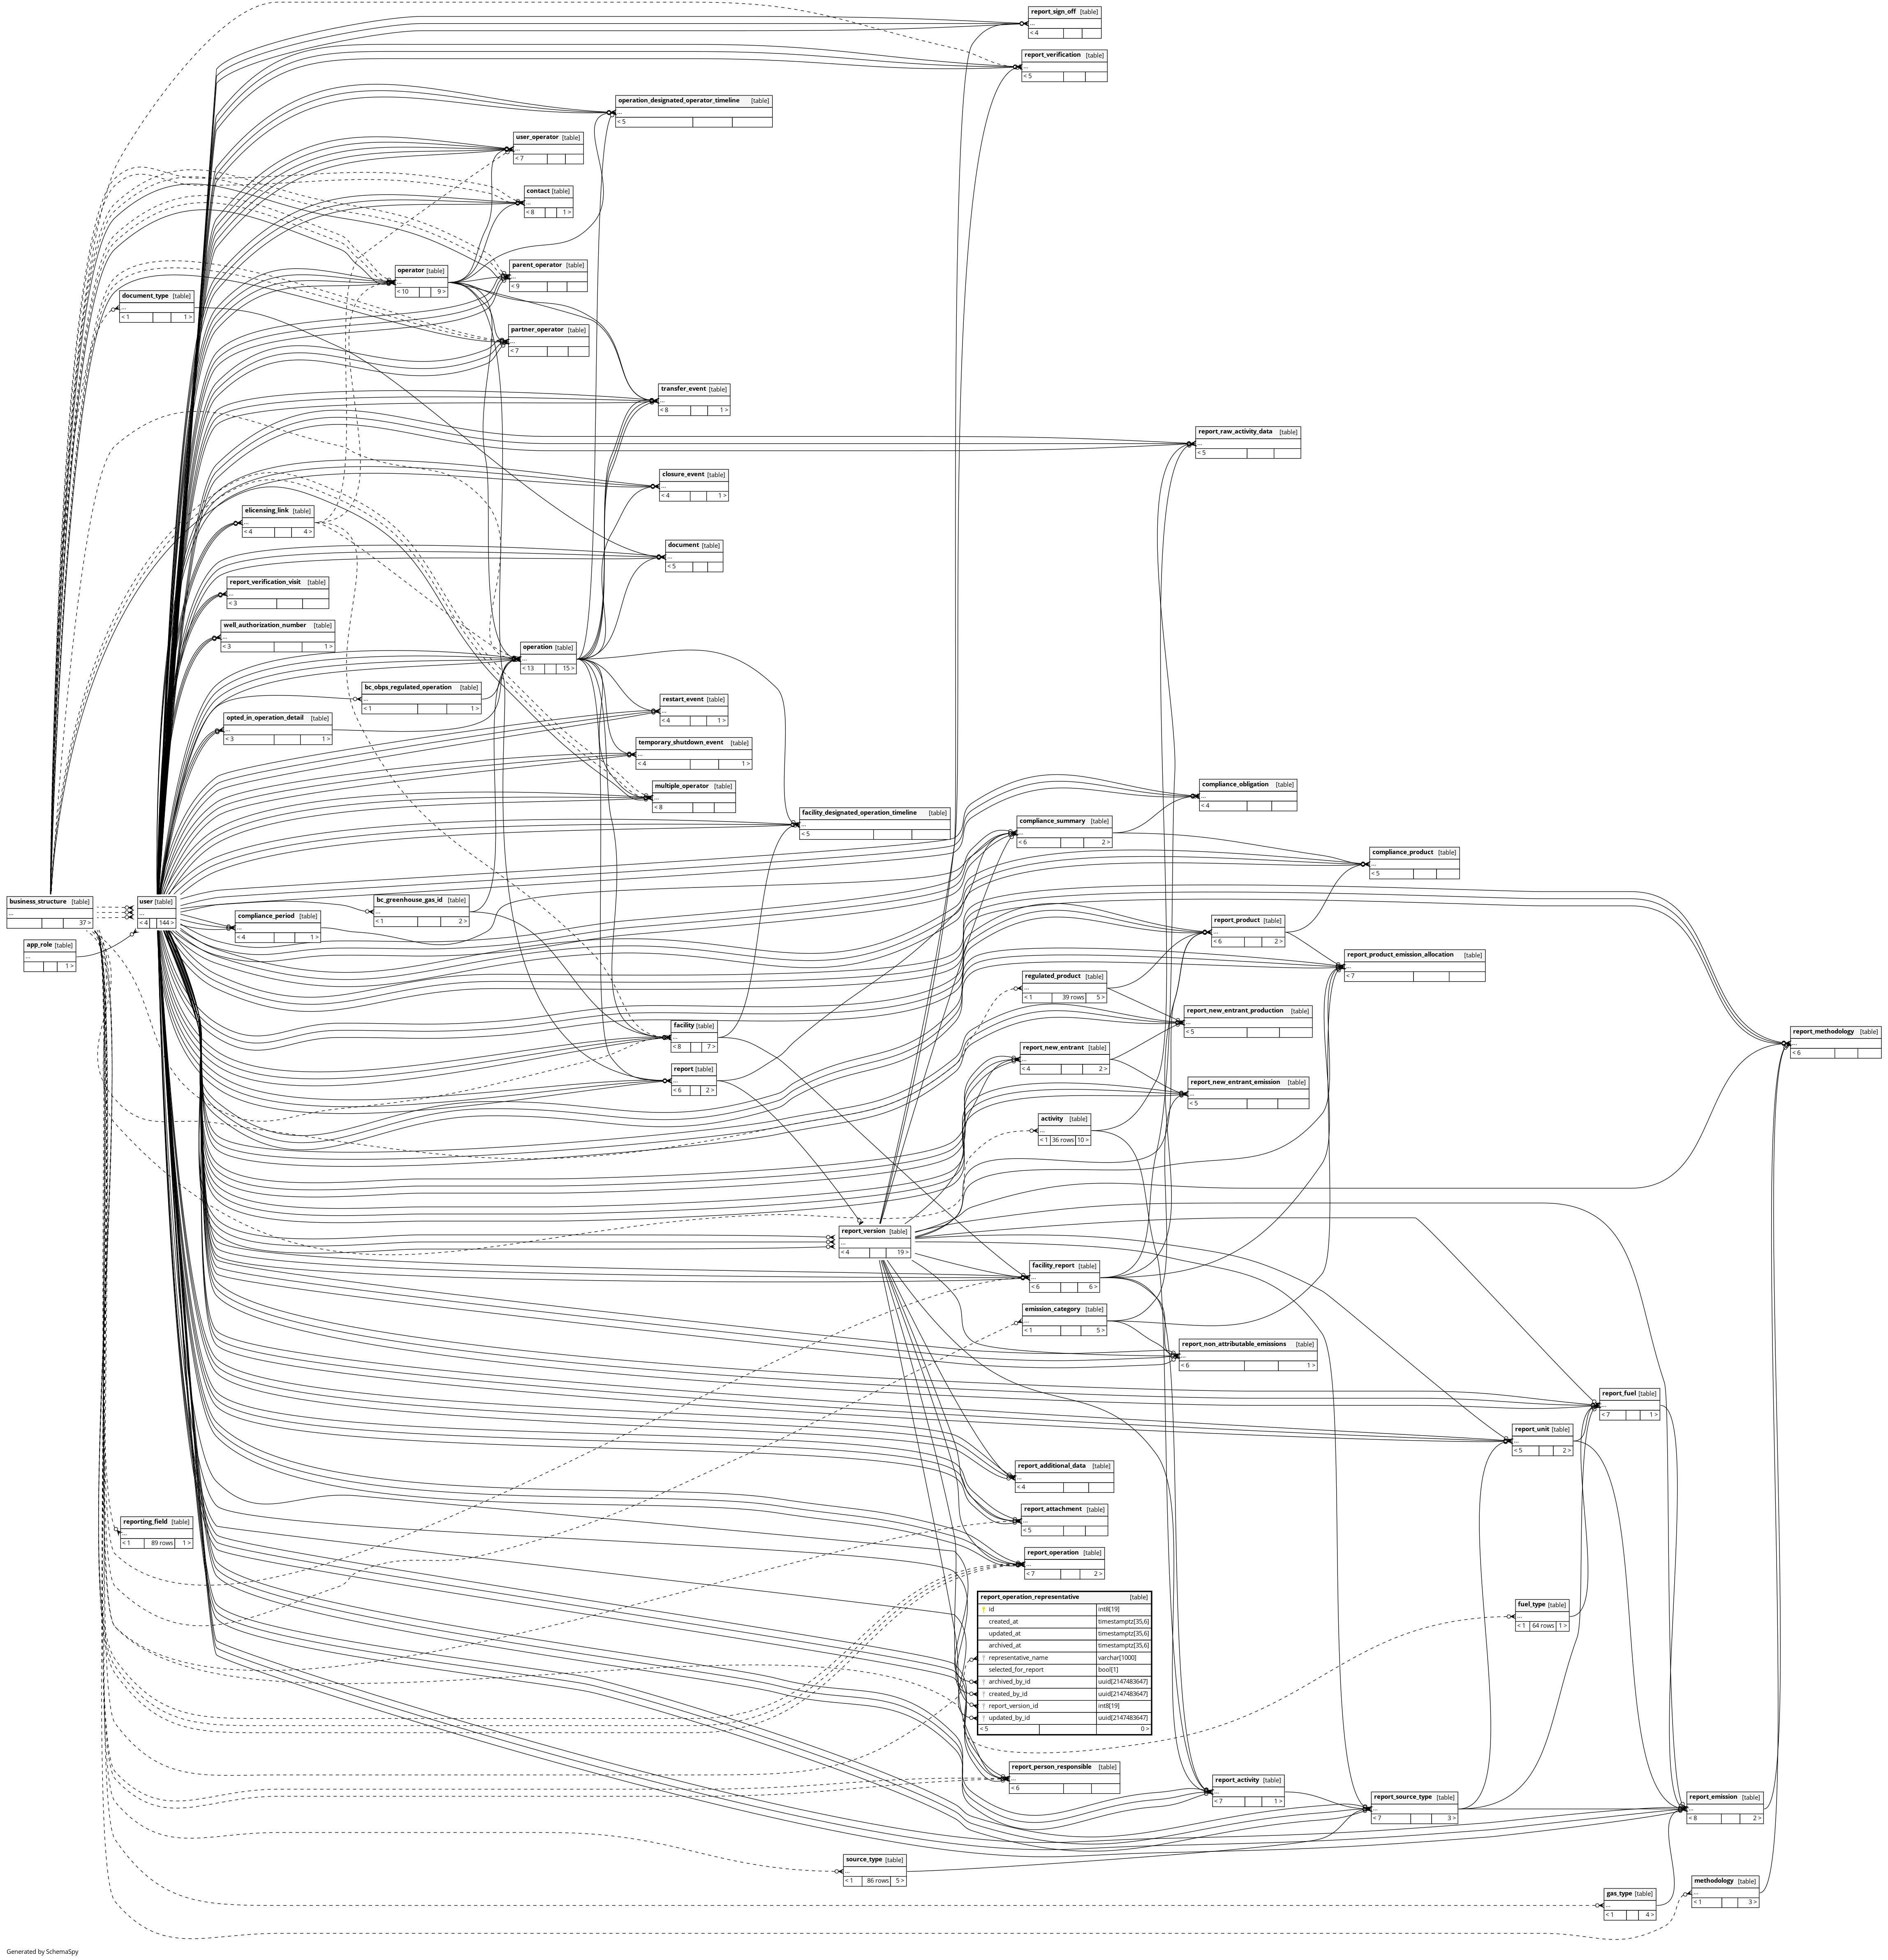 report_sign_off [table]
...
< 4
report_verification [table]
...
< 5
operation_designated_operator_timeline [table]
...
< 5
user_operator [table]
...
< 7
contact [table]
...
< 8 1 >
operator [table]
...
< 10 9 >
parent_operator [table]
...
< 9
document_type [table]
...
< 1 1 >
partner_operator [table]
...
< 7
transfer_event [table]
...
< 8 1 >
report_raw_activity_data [table]
...
< 5
closure_event [table]
...
< 4 1 >
elicensing_link [table]
...
< 4 4 >
document [table]
...
< 5
report_verification_visit [table]
...
< 3
well_authorization_number [table]
...
< 3 1 >
operation [table]
...
< 13 15 >
bc_obps_regulated_operation [table]
...
< 1 1 >
restart_event [table]
...
< 4 1 >
opted_in_operation_detail [table]
...
< 3 1 >
temporary_shutdown_event [table]
...
< 4 1 >
multiple_operator [table]
...
< 8
compliance_obligation [table]
...
< 4
facility_designated_operation_timeline [table]
...
< 5
compliance_summary [table]
...
< 6 2 >
compliance_product [table]
...
< 5
business_structure [table]
...
37 >
user [table]
...
< 4 144 >
bc_greenhouse_gas_id [table]
...
< 1 2 >
compliance_period [table]
...
< 4 1 >
report_product [table]
...
< 6 2 >
app_role [table]
...
1 >
report_product_emission_allocation [table]
...
< 7
regulated_product [table]
...
< 1 39 rows 5 >
report_new_entrant_production [table]
...
< 5
facility [table]
...
< 8 7 >
report_methodology [table]
...
< 6
report_new_entrant [table]
...
< 4 2 >
report [table]
...
< 6 2 >
report_new_entrant_emission [table]
...
< 5
activity [table]
...
< 1 36 rows 10 >
report_version [table]
...
< 4 19 >
facility_report [table]
...
< 6 6 >
emission_category [table]
...
< 1 5 >
report_non_attributable_emissions [table]
...
< 6 1 >
report_fuel [table]
...
< 7 1 >
report_unit [table]
...
< 5 2 >
report_additional_data [table]
...
< 4
report_attachment [table]
...
< 5
reporting_field [table]
...
< 1 89 rows 1 >
report_operation [table]
...
< 7 2 >
report_operation_representative [table]
id int8[19]
created_at timestamptz[35,6]
updated_at timestamptz[35,6]
archived_at timestamptz[35,6]
representative_name varchar[1000]
selected_for_report bool[1]
archived_by_id uuid[2147483647]
created_by_id uuid[2147483647]
report_version_id int8[19]
updated_by_id uuid[2147483647]
< 5 0 >
fuel_type [table]
...
< 1 64 rows 1 >
report_person_responsible [table]
...
< 6
report_activity [table]
...
< 7 1 >
report_source_type [table]
...
< 7 3 >
report_emission [table]
...
< 8 2 >
source_type [table]
...
< 1 86 rows 5 >
methodology [table]
...
< 1 3 >
gas_type [table]
...
< 1 4 >
Generated by SchemaSpy